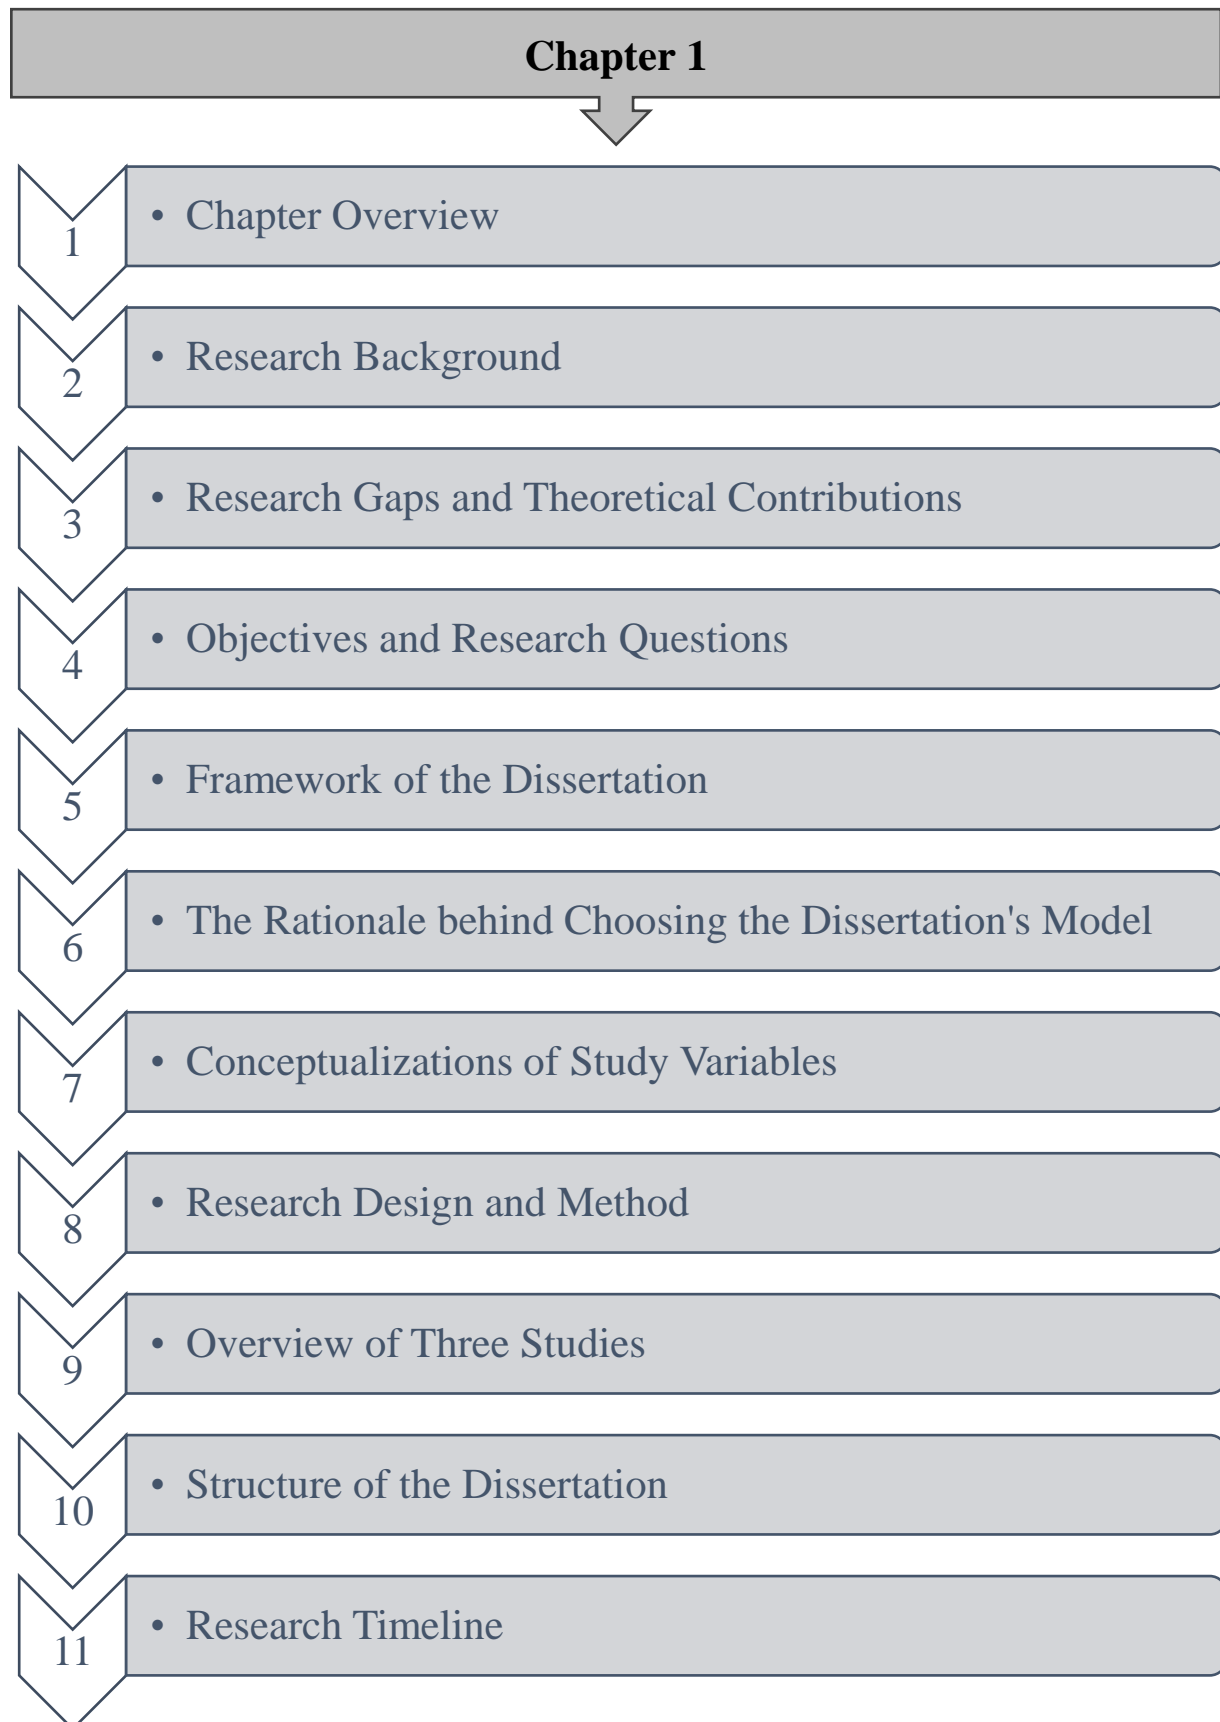 Chapter 1
1
• Chapter Overview
2
• Research Background
3
• Research Gaps and Theoretical Contributions
4
• Objectives and Research Questions
5
• Framework of the Dissertation
6
• The Rationale behind Choosing the Dissertation's Model
7
• Conceptualizations of Study Variables
8
• Research Design and Method
9
• Overview of Three Studies
10
• Structure of the Dissertation
11
• Research Timeline